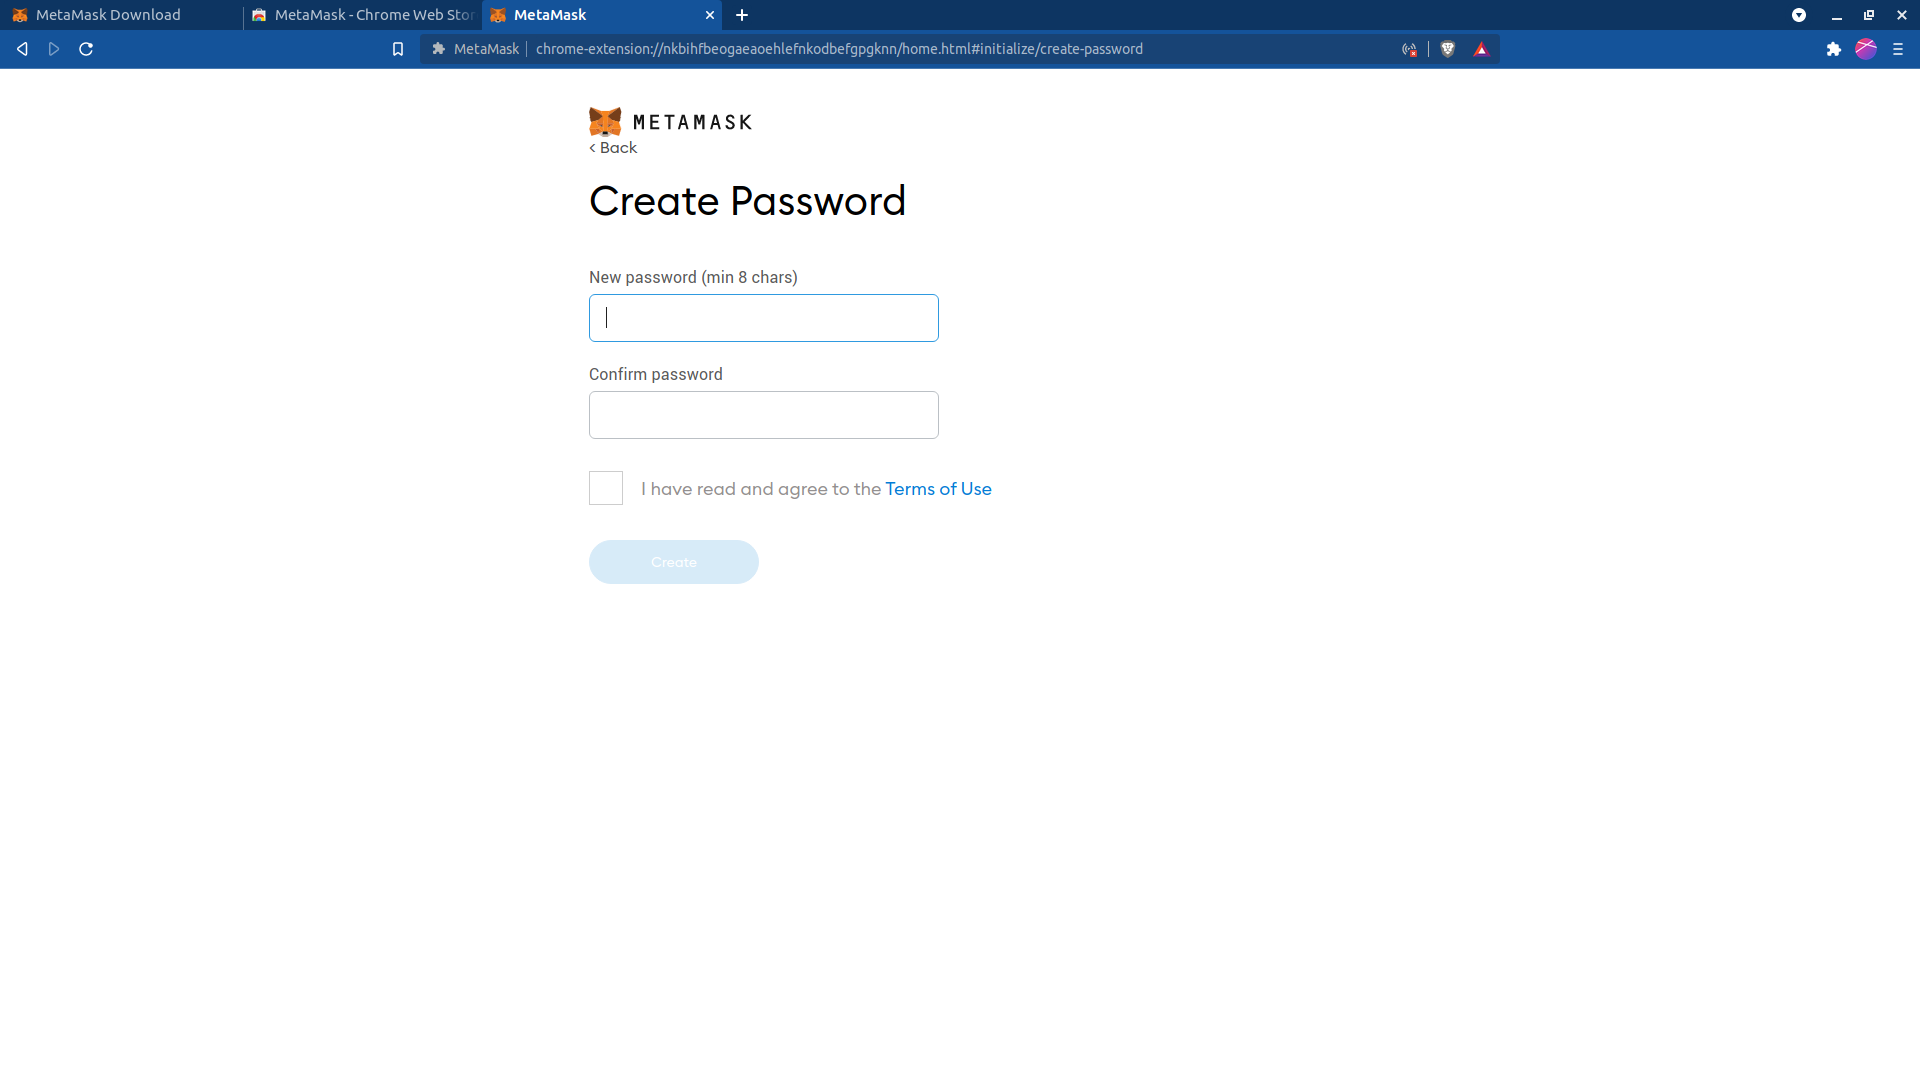 MetaMask Download
MetaMask - Chrome Web Stor
MetaMask
MetaMask
chrome-extension://nkbihfbeogaeaoehlefnkodbefgpgknn/home.html#initialize/create-password
METAMASK
< Back
Create Password
New password (min 8 chars)
Confirm password
I have read and agree to the Terms of Use
Create